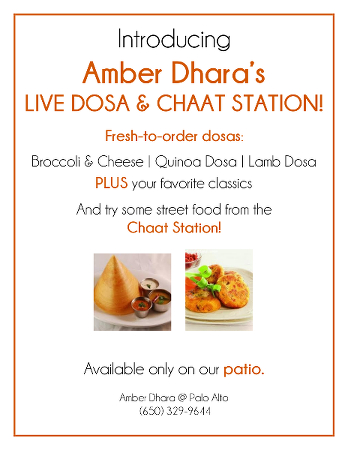 Introducing
Amber Dhara's
LIVE DOSA & CHAAT STATION!
Fresh-to-order dosas:
Broccoli & Cheese | Quinoa Dosa | Lamb Dosa
PLUS your favorite classics
And try some street food from the
Chaat Station!
Available only on our patio.
Amber Dhara @ Palo Alto
(650) 329-9644